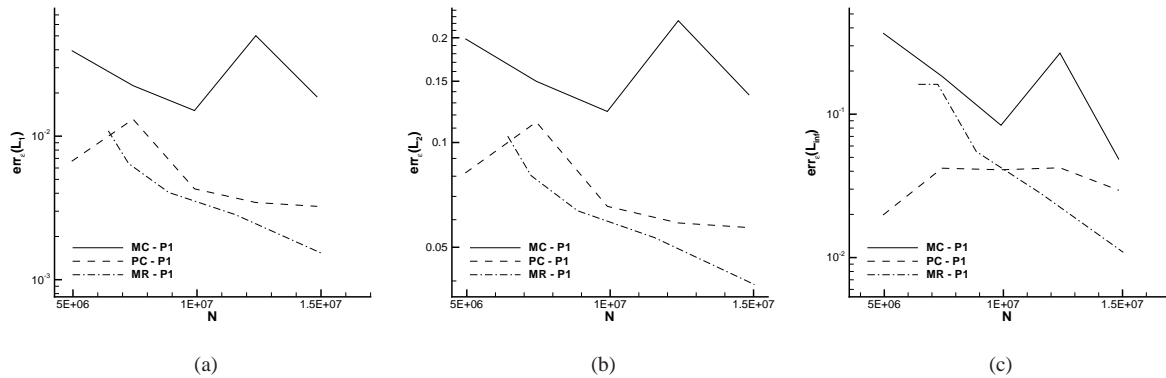 err_ε(L_1)
10^-2
10^-3
MC - P1
PC - P1
MR - P1
5E+06
1E+07
1.5E+07
N
(a)
err_ε(L_2)
0.2
0.15
0.1
0.05
MC - P1
PC - P1
MR - P1
5E+06
1E+07
1.5E+07
N
(b)
err_ε(L_inf)
10^-1
10^-2
MC - P1
PC - P1
MR - P1
5E+06
1E+07
1.5E+07
N
(c)